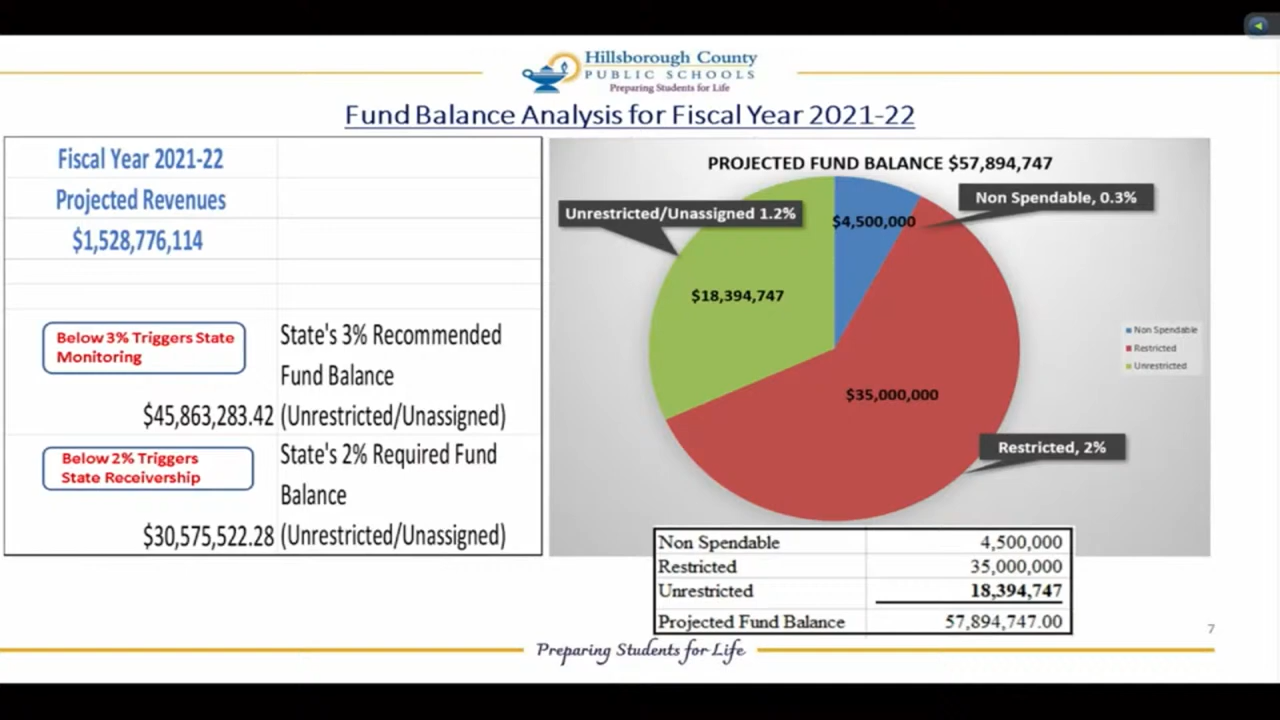 Hillsborough County
PUBLIC SCHOOLS
Preparing Students for Life
Fund Balance Analysis for Fiscal Year 2021-22
Fiscal Year 2021-22
Projected Revenues
$1,528,776,114
Below 3% Triggers State
Monitoring
State's 3% Recommended
Fund Balance
$45,863,283.42 (Unrestricted/Unassigned)
Below 2% Triggers
State Receivership
State's 2% Required Fund
Balance
$30,575,522.28 (Unrestricted/Unassigned)
PROJECTED FUND BALANCE $57,894,747
Unrestricted/Unassigned 1.2%
Non Spendable, 0.3%
$4,500,000
$18,394,747
$35,000,000
Restricted, 2%
Non Spendable
Restricted
Unrestricted
Non Spendable 4,500,000
Restricted 35,000,000
Unrestricted 18,394,747
Projected Fund Balance 57,894,747.00
7
Preparing Students for Life